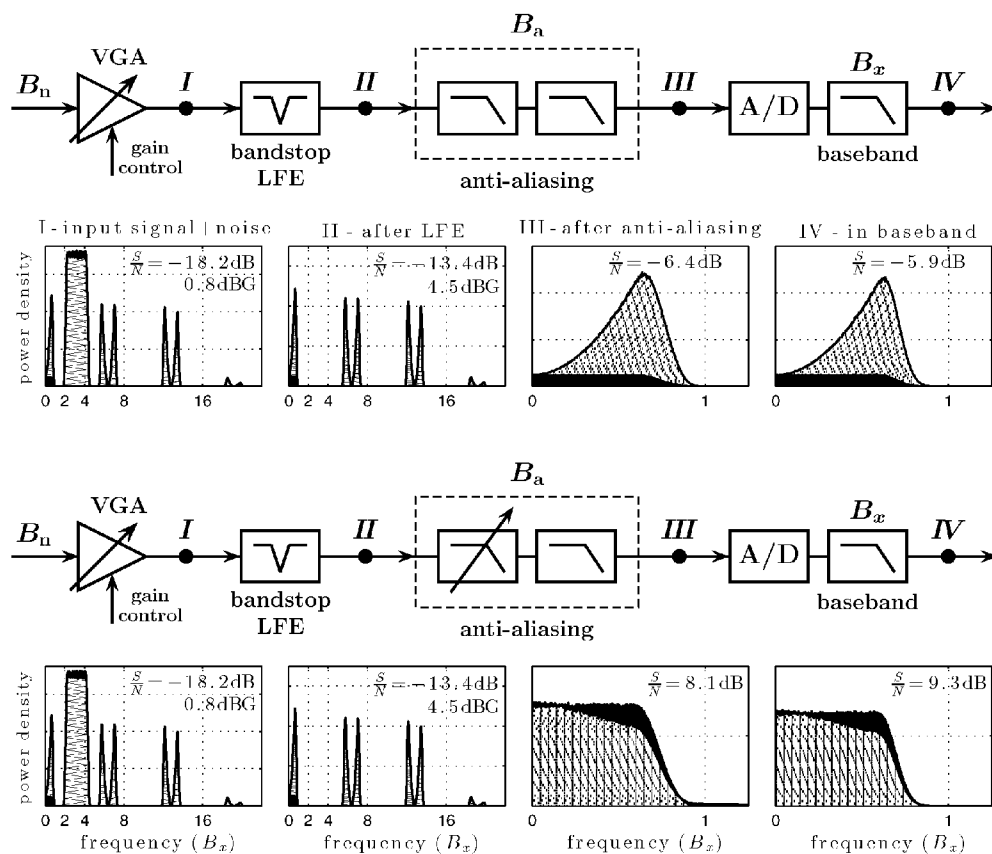 B_a
VGA
B_n I II III B_x IV
A/D
gain control
bandstop LFE
anti-aliasing
baseband
I-input signal+noise
II - after LFE
III-after anti-aliasing
IV - in baseband
power density
S/N = -18.2dB
0.8dBG
S/N = -13.4dB
4.5dBG
S/N = -6.4dB
S/N = -5.9dB
0 2 4 8 16
0 2 4 8 16
0 1
0 1
B_a
VGA
B_n I II III B_x IV
A/D
gain control
bandstop LFE
anti-aliasing
baseband
power density
S/N = -18.2dB
0.8dBG
S/N = -13.4dB
4.5dBG
S/N = 8.1dB
S/N = 9.3dB
0 2 4 8 16
0 2 4 8 16
0 1
0 1
frequency (B_x)
frequency (B_x)
frequency (B_x)
frequency (B_x)